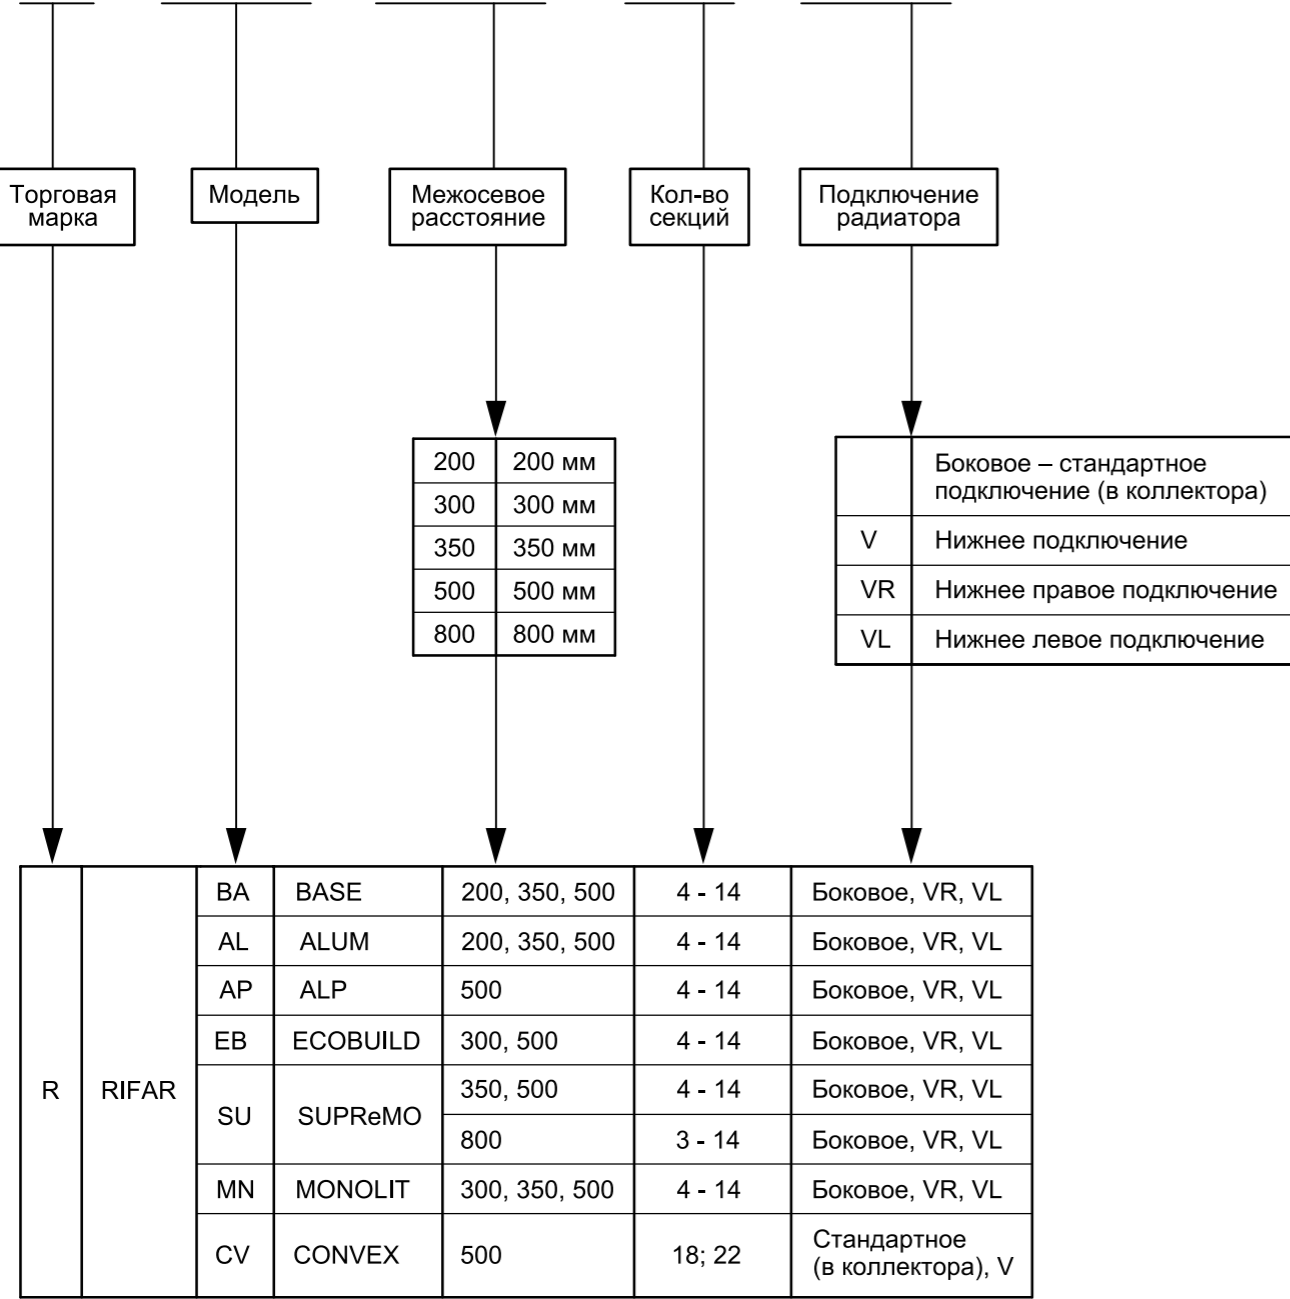 Торговая
марка
Модель
Межосевое
расстояние
Кол-во
секций
Подключение
радиатора
200 200 мм
300 300 мм
350 350 мм
500 500 мм
800 800 мм
Боковое – стандартное
подключение (в коллектора)
V Нижнее подключение
VR Нижнее правое подключение
VL Нижнее левое подключение
R RIFAR
BA BASE 200, 350, 500 4 - 14 Боковое, VR, VL
AL ALUM 200, 350, 500 4 - 14 Боковое, VR, VL
AP ALP 500 4 - 14 Боковое, VR, VL
EB ECOBUILD 300, 500 4 - 14 Боковое, VR, VL
SU SUPReMO
350, 500 4 - 14 Боковое, VR, VL
800 3 - 14 Боковое, VR, VL
MN MONOLIT 300, 350, 500 4 - 14 Боковое, VR, VL
CV CONVEX 500 18; 22 Стандартное
(в коллектора), V